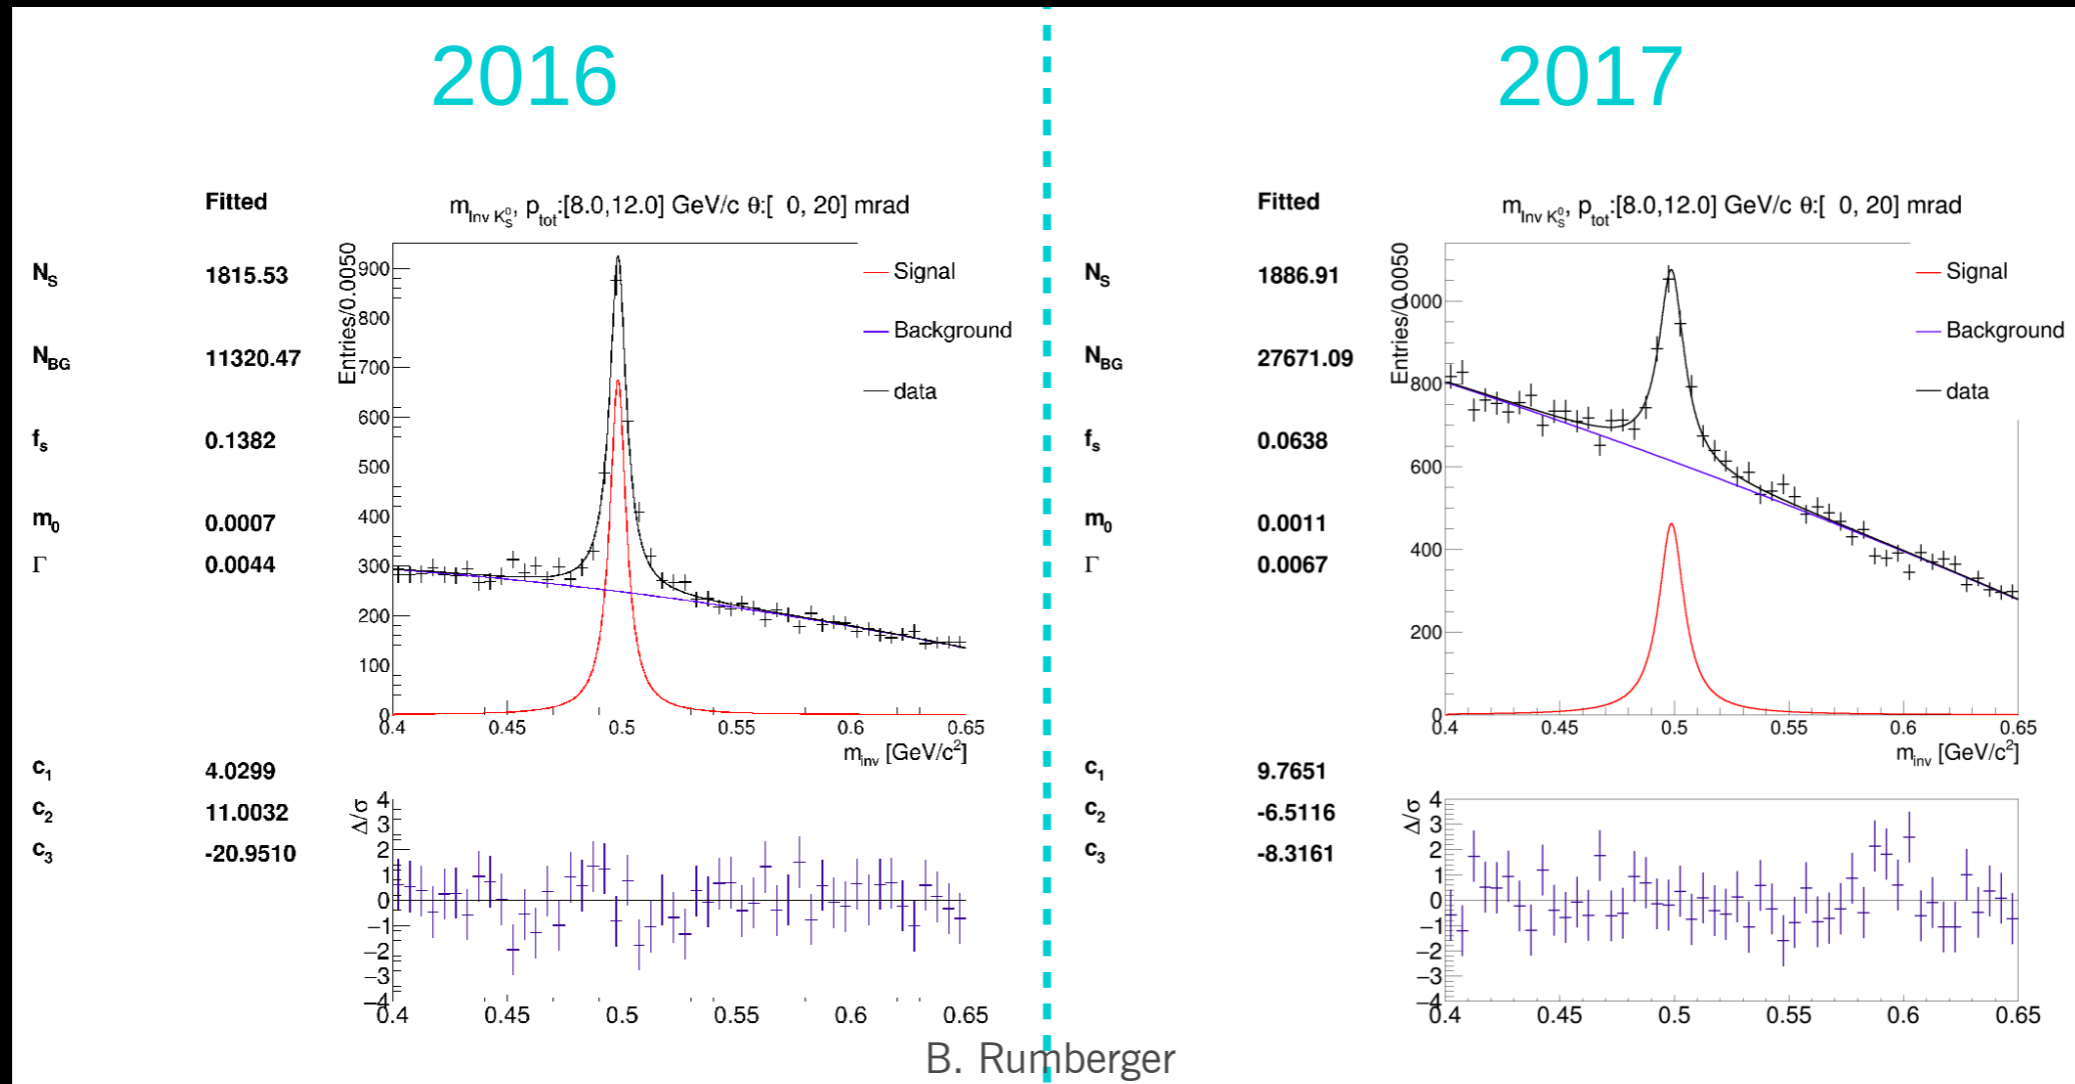 2016
Fitted
N_S 1815.53
N_BG 11320.47
f_s 0.1382
m_0 0.0007
Γ 0.0044
c_1 4.0299
c_2 11.0032
c_3 -20.9510
m_Inv K_S^0, p_tot:[8.0,12.0] GeV/c θ:[ 0, 20] mrad
Entries/0.0050
900
800
700
600
500
400
300
200
100
0
0.4 0.45 0.5 0.55 0.6 0.65
m_inv [GeV/c²]
Signal
Background
data
Δ/σ
4
3
2
1
0
−1
−2
−3
−4
0.4 0.45 0.5 0.55 0.6 0.65
2017
Fitted
N_S 1886.91
N_BG 27671.09
f_s 0.0638
m_0 0.0011
Γ 0.0067
c_1 9.7651
c_2 -6.5116
c_3 -8.3161
m_Inv K_S^0, p_tot:[8.0,12.0] GeV/c θ:[ 0, 20] mrad
Entries/0.0050
1000
800
600
400
200
0
0.4 0.45 0.5 0.55 0.6 0.65
m_inv [GeV/c²]
Signal
Background
data
Δ/σ
4
3
2
1
0
−1
−2
−3
−4
0.4 0.45 0.5 0.55 0.6 0.65
B. Rumberger